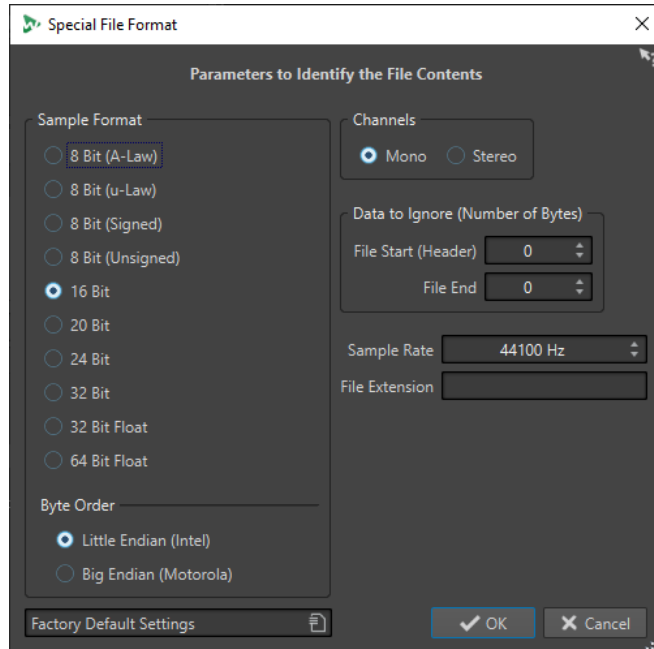 Special File Format
Parameters to Identify the File Contents
Sample Format
8 Bit (A-Law)
8 Bit (u-Law)
8 Bit (Signed)
8 Bit (Unsigned)
16 Bit
20 Bit
24 Bit
32 Bit
32 Bit Float
64 Bit Float
Byte Order
Little Endian (Intel)
Big Endian (Motorola)
Channels
Mono Stereo
Data to Ignore (Number of Bytes)
File Start (Header) 0
File End 0
Sample Rate 44100 Hz
File Extension
Factory Default Settings
OK Cancel